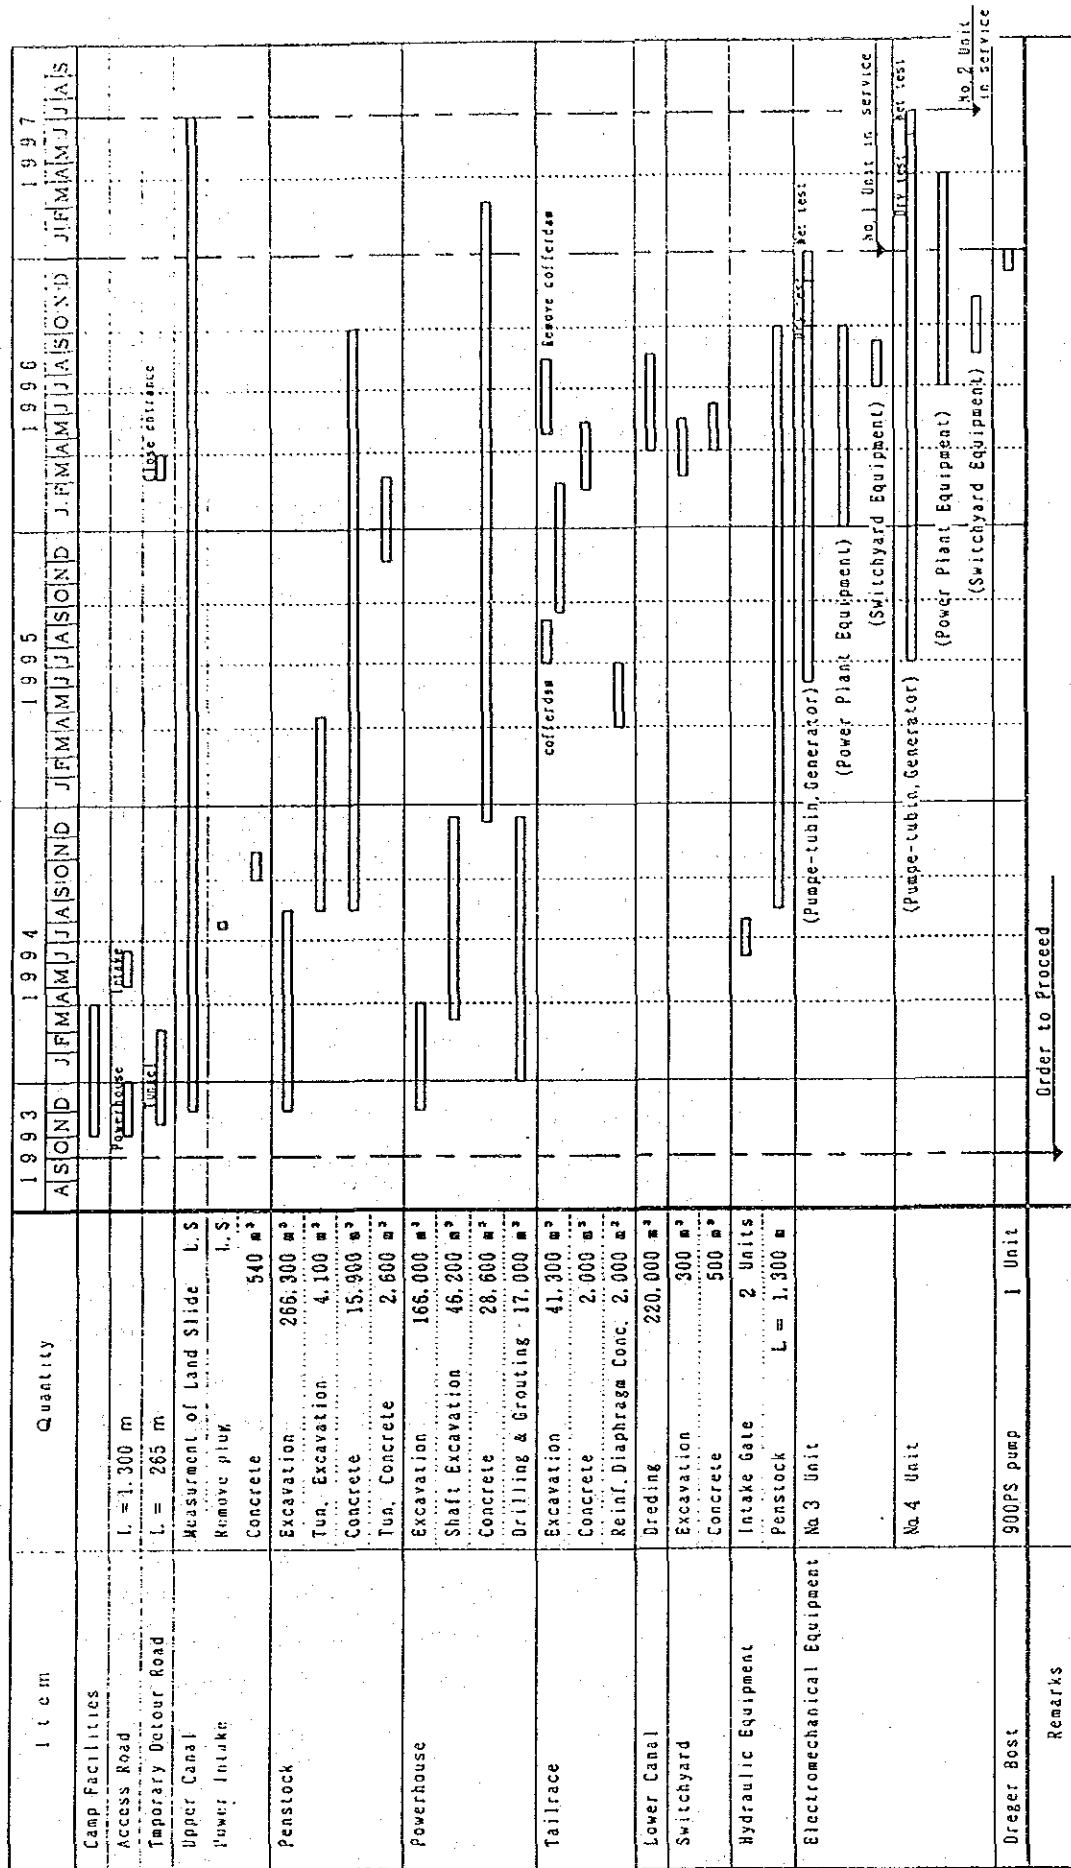 Item Quantity 1993 1994 1995 1996 1997
A S O N D J F M A M J J A S O N D J F M A M J J A S O N D J F M A M J J A S O N D J F M A M J J A S
Camp Facilities
Access Road L = 1.300 m Powerhouse Intake
Tmporary Detour Road L = 265 m Tunnel Close entrance
Upper Canal Measurment of Land Slide L.S
Power Intake Remove plug L.S
Concrete 540 m³
Penstock Excavation 266.300 m³
Tun. Excavation 4.100 m³
Concrete 15.900 m³
Tun. Concrete 2.600 m³
Powerhouse Excavation 166.000 m³
Shaft Excavation 46.200 m³
Concrete 28.600 m³
Drilling & Grouting 17.000 m³
Tailrace Excavation 41.300 m³ cofferdam Remove cofferdam
Concrete 2.000 m³
Reinf. Diaphragm Conc. 2.000 m²
Lower Canal Dreding 220.000 m³
Switchyard Excavation 300 m³
Concrete 500 m³
Hydraulic Equipment Intake Gate 2 Units
Penstock L = 1.300 m
Electromechanical Equipment No.3 Unit (Pumpe-tubin,Generator) Dry test Wet test
(Power Plant Equipment)
(Switchyard Equipment) No.1 Unit in service
No.4 Unit (Pumpe-tubin,Generator) Dry test Wet test
(Power Plant Equipment)
(Switchyard Equipment) No.2 Unit in service
Dreger Bost 900PS pump 1 Unit
Remarks Order to Proceed